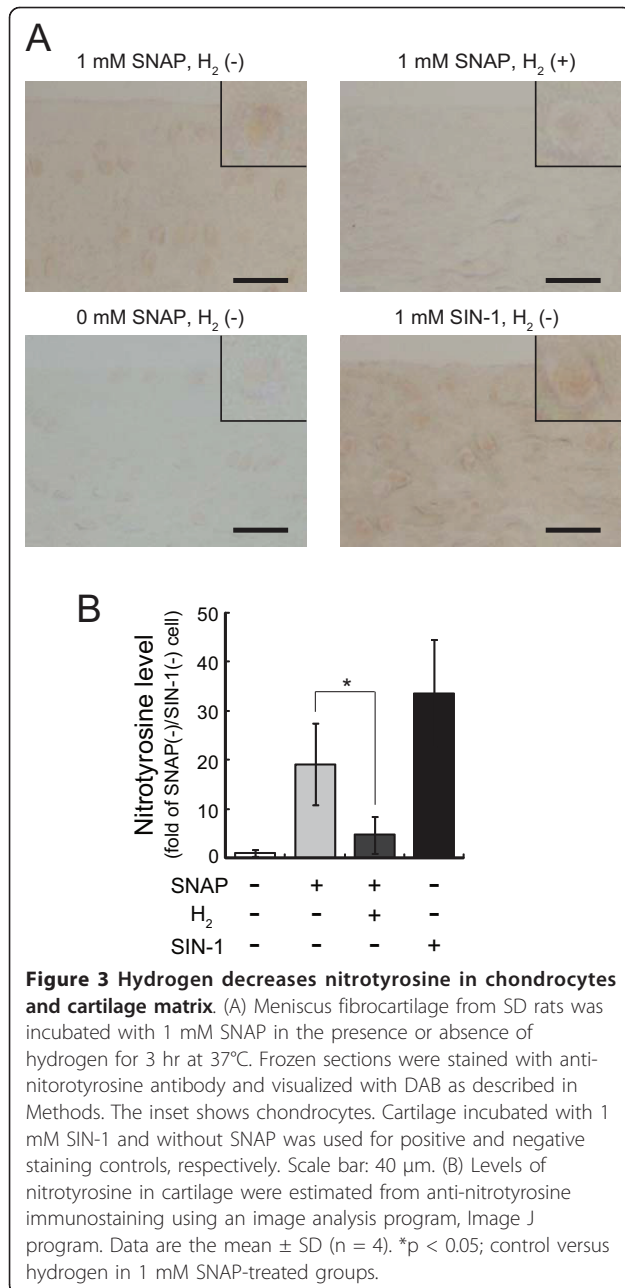 A
1 mM SNAP, H₂ (-)
1 mM SNAP, H₂ (+)
0 mM SNAP, H₂ (-)
1 mM SIN-1, H₂ (-)
B
Nitrotyrosine level
(fold of SNAP(-)/SIN-1(-) cell)
50
40
30
20
10
0
*
SNAP - + + -
H₂ - - + -
SIN-1 - - - +
Figure 3 Hydrogen decreases nitrotyrosine in chondrocytes
and cartilage matrix. (A) Meniscus fibrocartilage from SD rats was
incubated with 1 mM SNAP in the presence or absence of
hydrogen for 3 hr at 37°C. Frozen sections were stained with anti-
nitorotyrosine antibody and visualized with DAB as described in
Methods. The inset shows chondrocytes. Cartilage incubated with 1
mM SIN-1 and without SNAP was used for positive and negative
staining controls, respectively. Scale bar: 40 μm. (B) Levels of
nitrotyrosine in cartilage were estimated from anti-nitrotyrosine
immunostaining using an image analysis program, Image J
program. Data are the mean ± SD (n = 4). *p < 0.05; control versus
hydrogen in 1 mM SNAP-treated groups.